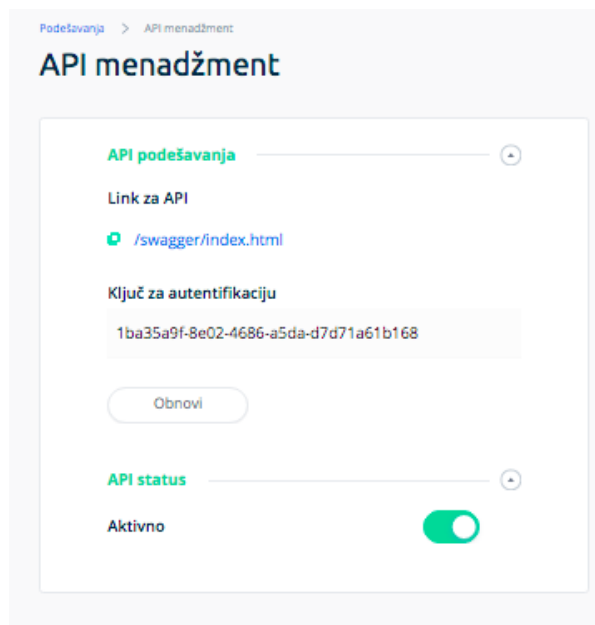 Podešavanja > API menadžment
API menadžment
API podešavanja
Link za API
/swagger/index.html
Ključ za autentifikaciju
1ba35a9f-8e02-4686-a5da-d7d71a61b168
Obnovi
API status
Aktivno